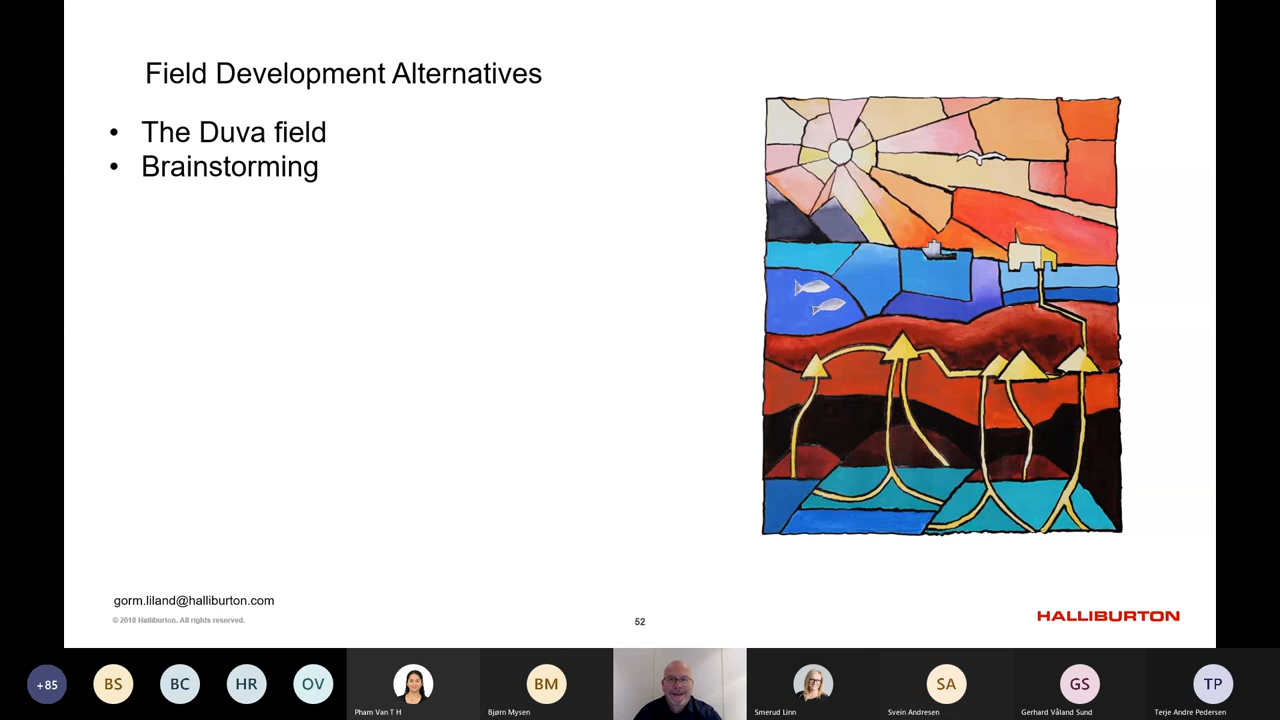 Field Development Alternatives
• The Duva field
• Brainstorming
gorm.liland@halliburton.com
© 2018 Halliburton. All rights reserved.
52
HALLIBURTON
+85
BS
BC
HR
OV
Pham Van T H
BM
Bjørn Mysen
Smerud Linn
SA
Svein Andresen
GS
Gerhard Våland Sund
TP
Terje Andre Pedersen